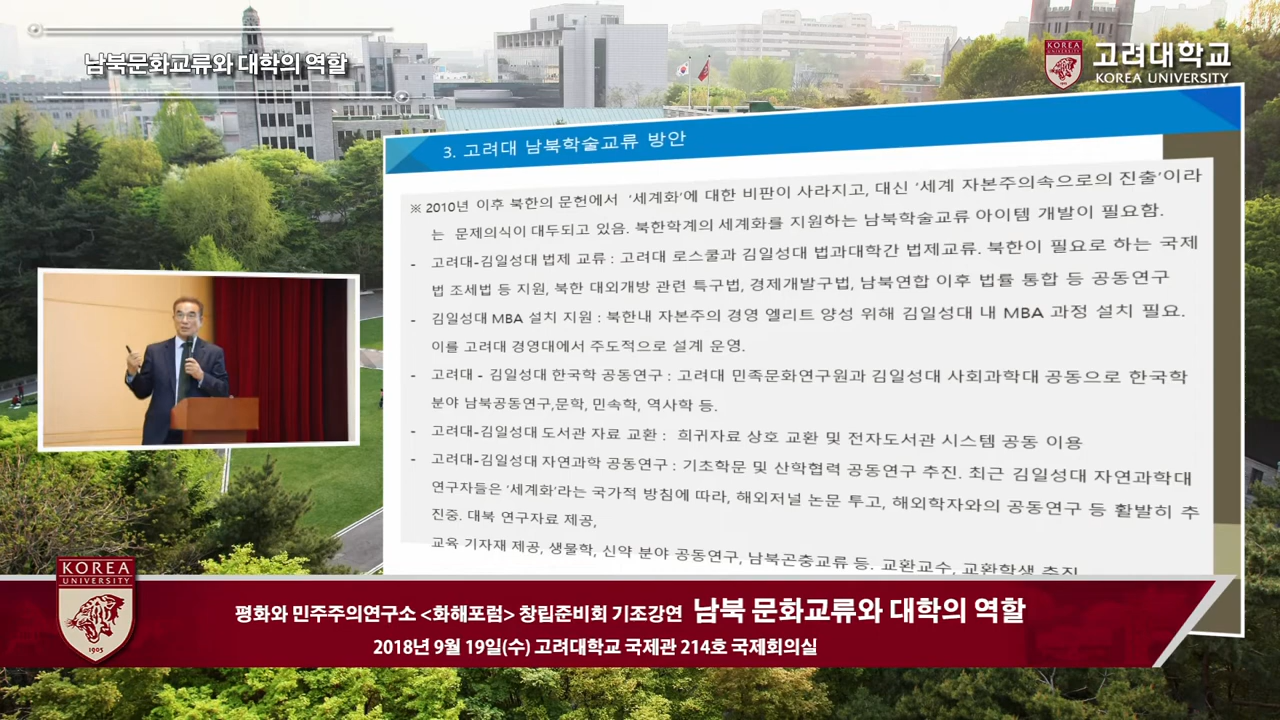 남북문화교류와 대학의 역할
KOREA
고려대학교
KOREA UNIVERSITY
3. 고려대 남북학술교류 방안
※ 2010년 이후 북한의 문헌에서 '세계화'에 대한 비판이 사라지고, 대신 '세계 자본주의속으로의 진출'이라
는 문제의식이 대두되고 있음. 북한학계의 세계화를 지원하는 남북학술교류 아이템 개발이 필요함.
- 고려대-김일성대 법제 교류 : 고려대 로스쿨과 김일성대 법과대학간 법제교류. 북한이 필요로 하는 국제
법 조세법 등 지원, 북한 대외개방 관련 특구법, 경제개발구법, 남북연합 이후 법률 통합 등 공동연구
- 김일성대 MBA 설치 지원 : 북한내 자본주의 경영 엘리트 양성 위해 김일성대 내 MBA 과정 설치 필요.
이를 고려대 경영대에서 주도적으로 설계 운영.
- 고려대 - 김일성대 한국학 공동연구 : 고려대 민족문화연구원과 김일성대 사회과학대 공동으로 한국학
분야 남북공동연구,문학, 민속학, 역사학 등.
- 고려대-김일성대 도서관 자료 교환 : 희귀자료 상호 교환 및 전자도서관 시스템 공동 이용
- 고려대-김일성대 자연과학 공동연구 : 기초학문 및 산학협력 공동연구 추진. 최근 김일성대 자연과학대
연구자들은 '세계화'라는 국가적 방침에 따라, 해외저널 논문 투고, 해외학자와의 공동연구 등 활발히 추
진중. 대북 연구자료 제공,
교육 기자재 제공, 생물학, 신약 분야 공동연구, 남북곤충교류 등. 교환교수, 교환학생 추진
KOREA
UNIVERSITY
1905
평화와 민주주의연구소 <화해포럼> 창립준비회 기조강연 남북 문화교류와 대학의 역할
2018년 9월 19일(수) 고려대학교 국제관 214호 국제회의실